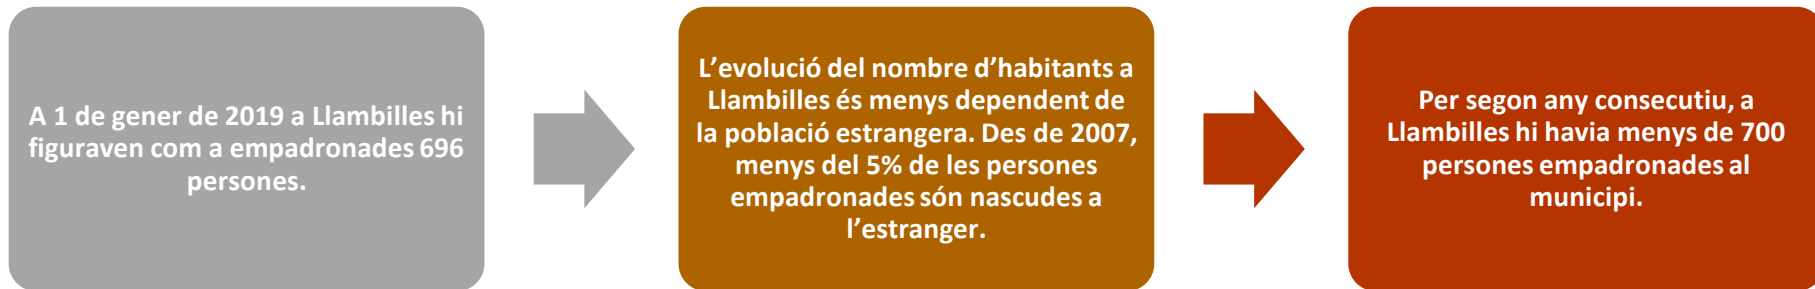 A 1 de gener de 2019 a Llambilles hi
figuraven com a empadronades 696
persones.
L’evolució del nombre d’habitants a
Llambilles és menys dependent de
la població estrangera. Des de 2007,
menys del 5% de les persones
empadronades són nascudes a
l’estranger.
Per segon any consecutiu, a
Llambilles hi havia menys de 700
persones empadronades al
municipi.